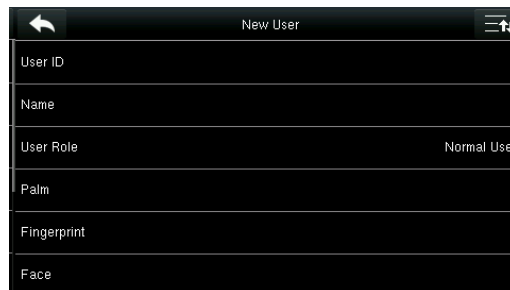 New User
User ID
Name
User Role Normal Use
Palm
Fingerprint
Face